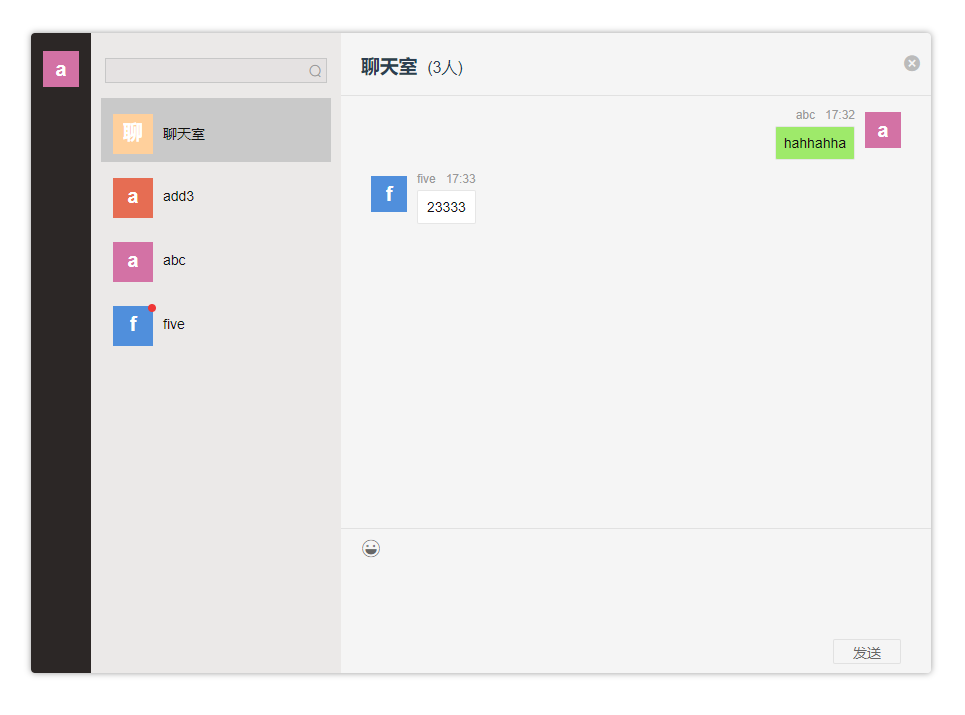 a
聊 聊天室
a add3
a abc
f five
聊天室 (3人)
abc 17:32
hahhahha
a
five 17:33
f
23333
发送